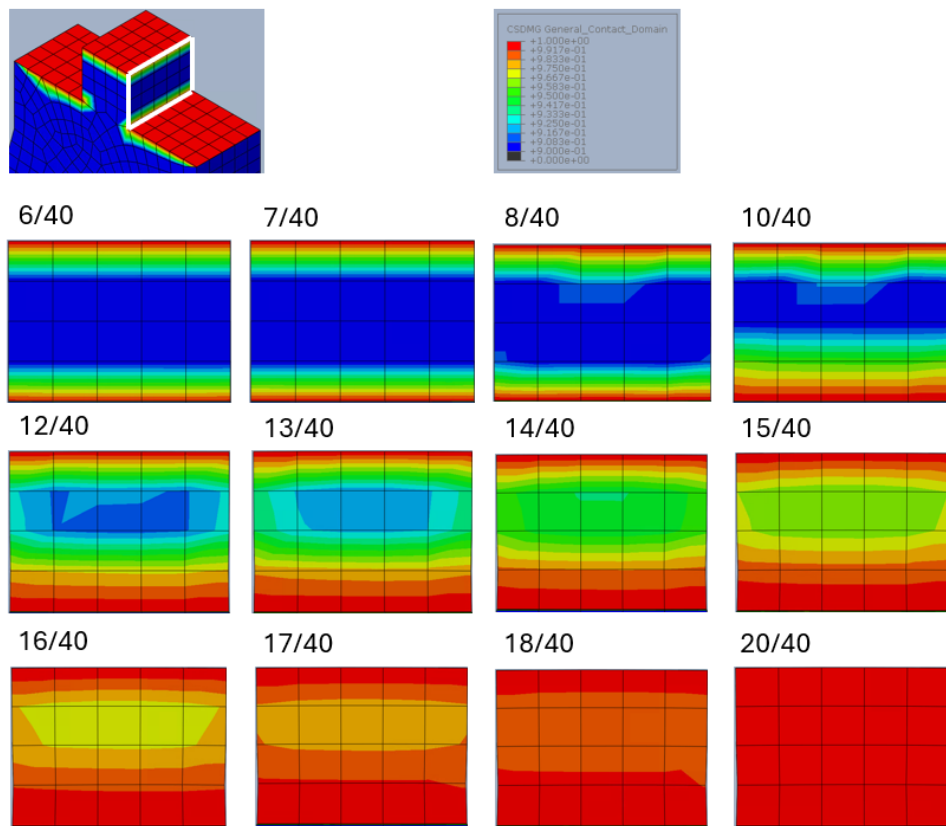 CSDMG General_Contact_Domain
+1.000e+00
+9.917e-01
+9.833e-01
+9.750e-01
+9.667e-01
+9.583e-01
+9.500e-01
+9.417e-01
+9.333e-01
+9.250e-01
+9.167e-01
+9.083e-01
+9.000e-01
+0.000e+00
6/40
7/40
8/40
10/40
12/40
13/40
14/40
15/40
16/40
17/40
18/40
20/40